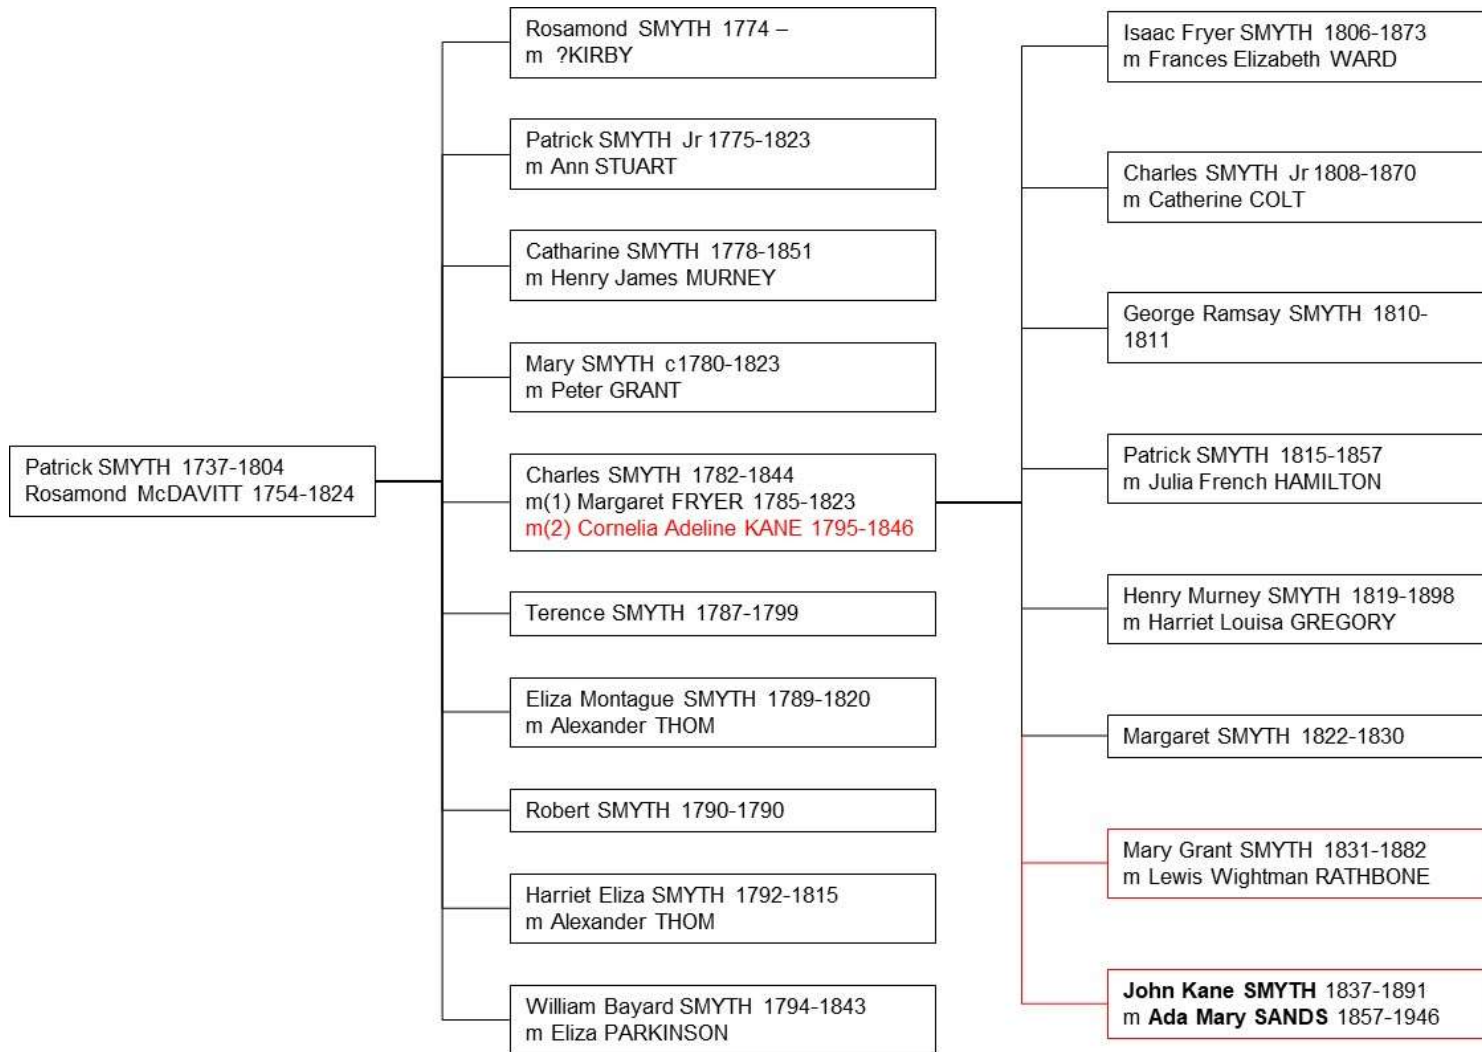 Patrick SMYTH 1737-1804
Rosamond McDAVITT 1754-1824
Rosamond SMYTH 1774 –
m ?KIRBY
Patrick SMYTH Jr 1775-1823
m Ann STUART
Catharine SMYTH 1778-1851
m Henry James MURNEY
Mary SMYTH c1780-1823
m Peter GRANT
Charles SMYTH 1782-1844
m(1) Margaret FRYER 1785-1823
m(2) Cornelia Adeline KANE 1795-1846
Terence SMYTH 1787-1799
Eliza Montague SMYTH 1789-1820
m Alexander THOM
Robert SMYTH 1790-1790
Harriet Eliza SMYTH 1792-1815
m Alexander THOM
William Bayard SMYTH 1794-1843
m Eliza PARKINSON
Isaac Fryer SMYTH 1806-1873
m Frances Elizabeth WARD
Charles SMYTH Jr 1808-1870
m Catherine COLT
George Ramsay SMYTH 1810-
1811
Patrick SMYTH 1815-1857
m Julia French HAMILTON
Henry Murney SMYTH 1819-1898
m Harriet Louisa GREGORY
Margaret SMYTH 1822-1830
Mary Grant SMYTH 1831-1882
m Lewis Wightman RATHBONE
John Kane SMYTH 1837-1891
m Ada Mary SANDS 1857-1946